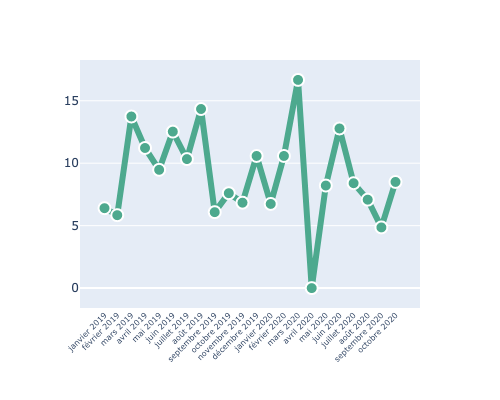 15
10
5
0
janvier 2019
février 2019
mars 2019
avril 2019
mai 2019
juin 2019
juillet 2019
août 2019
septembre 2019
octobre 2019
novembre 2019
décembre 2019
janvier 2020
février 2020
mars 2020
avril 2020
mai 2020
juin 2020
juillet 2020
août 2020
septembre 2020
octobre 2020